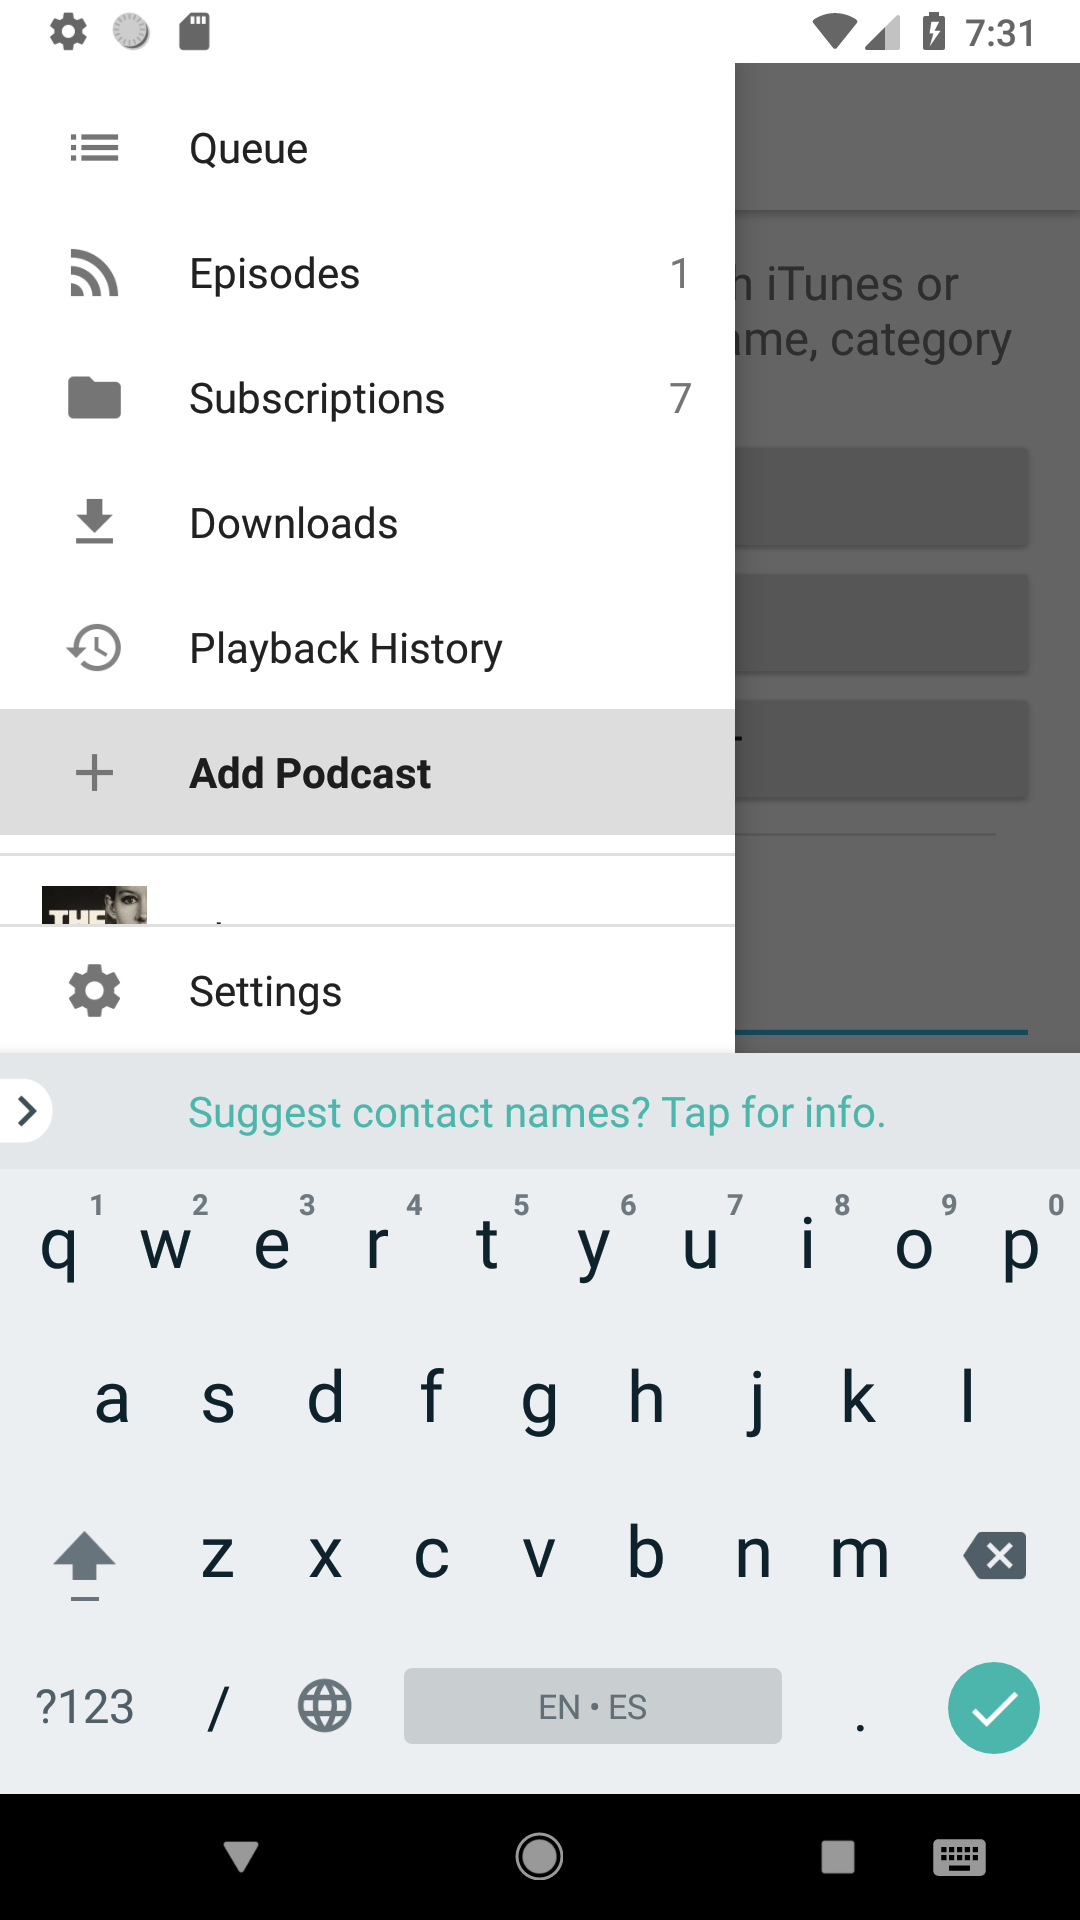 7:31
Queue
Episodes 1
Subscriptions 7
Downloads
Playback History
Add Podcast
iTunes or
category
THE
Settings
Suggest contact names? Tap for info.
1 2 3 4 5 6 7 8 9 0
q w e r t y u i o p
a s d f g h j k l
z x c v b n m
?123 / EN • ES .